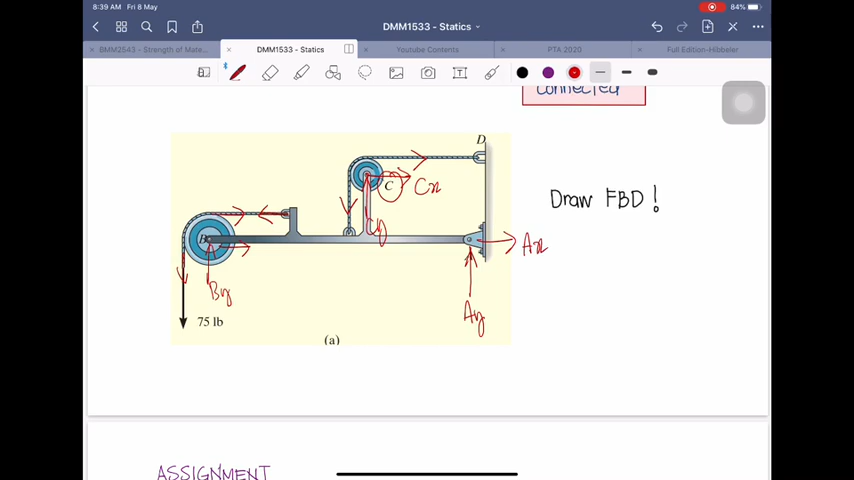 8:39 AM Fri 8 May
84%
DMM1533 - Statics
BMM2543 - Strength of Mate...
DMM1533 - Statics
Youtube Contents
PTA 2020
Full Edition-Hibbeler
connected
D
C
Cx
Cy
Draw FBD!
B
Ax
By
Ay
75 lb
(a)
ASSIGNMENT